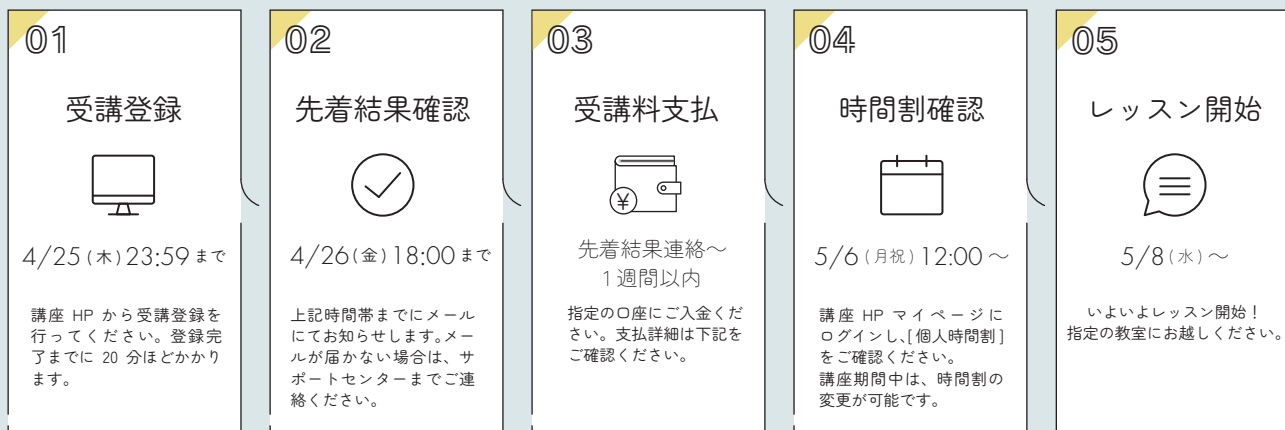 01
受講登録
4/25(木)23:59まで
講座 HP から受講登録を
行ってください。登録完
了までに 20 分ほどかかり
ます。
02
先着結果確認
4/26(金)18:00まで
上記時間帯までにメール
にてお知らせします。メー
ルが届かない場合は、サ
ポートセンターまでご連
絡ください。
03
受講料支払
¥
先着結果連絡～
1週間以内
指定の口座にご入金くだ
さい。支払詳細は下記を
ご確認ください。
04
時間割確認
5/6(月祝)12:00～
講座 HP マイページに
ログインし、[個人時間割]
をご確認ください。
講座期間中は、時間割の
変更が可能です。
05
レッスン開始
5/8(水)～
いよいよレッスン開始！
指定の教室にお越しください。